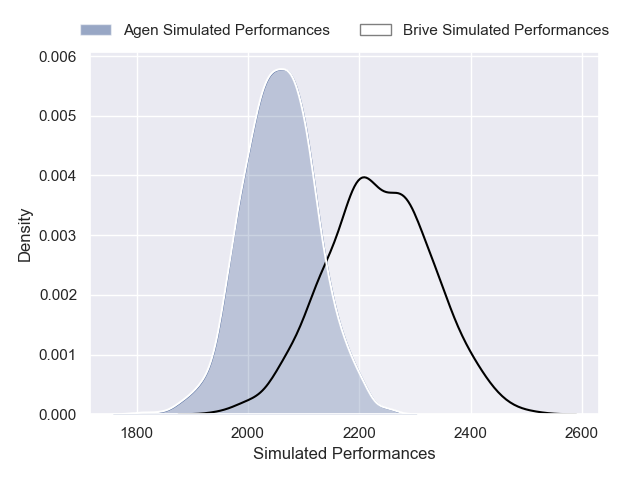 Agen Simulated Performances Brive Simulated Performances
0.006
0.005
0.004
0.003
0.002
0.001
0.000
Density
1800 2000 2200 2400 2600
Simulated Performances